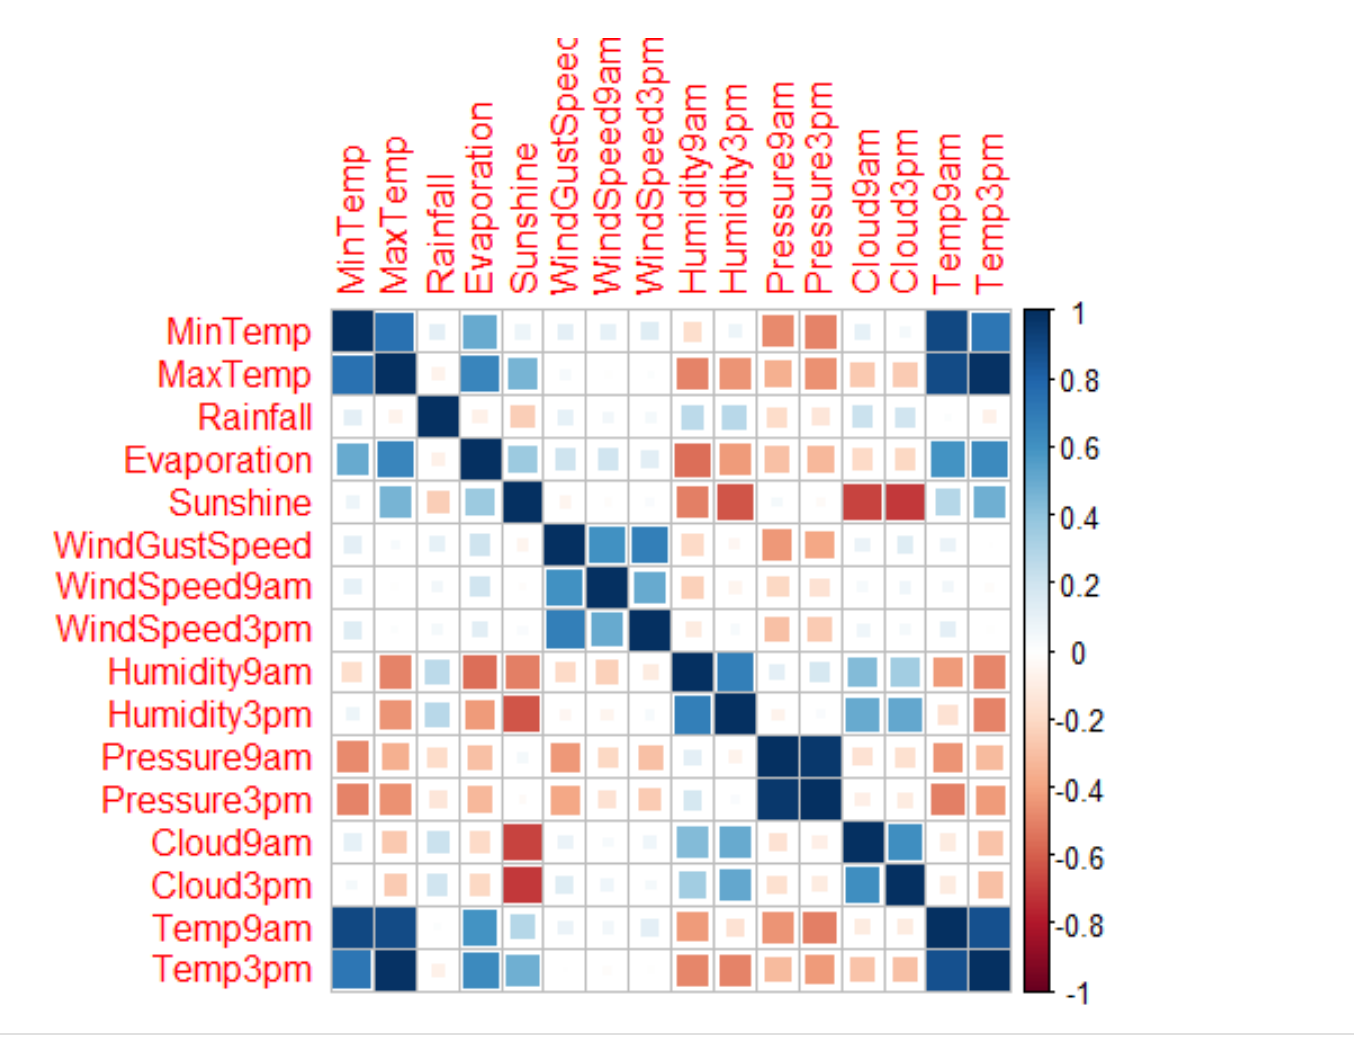 MinTemp
MaxTemp
Rainfall
Evaporation
Sunshine
WindGustSpeed
WindSpeed9am
WindSpeed3pm
Humidity9am
Humidity3pm
Pressure9am
Pressure3pm
Cloud9am
Cloud3pm
Temp9am
Temp3pm
MinTemp
MaxTemp
Rainfall
Evaporation
Sunshine
WindGustSpeed
WindSpeed9am
WindSpeed3pm
Humidity9am
Humidity3pm
Pressure9am
Pressure3pm
Cloud9am
Cloud3pm
Temp9am
Temp3pm
1
0.8
0.6
0.4
0.2
0
-0.2
-0.4
-0.6
-0.8
-1